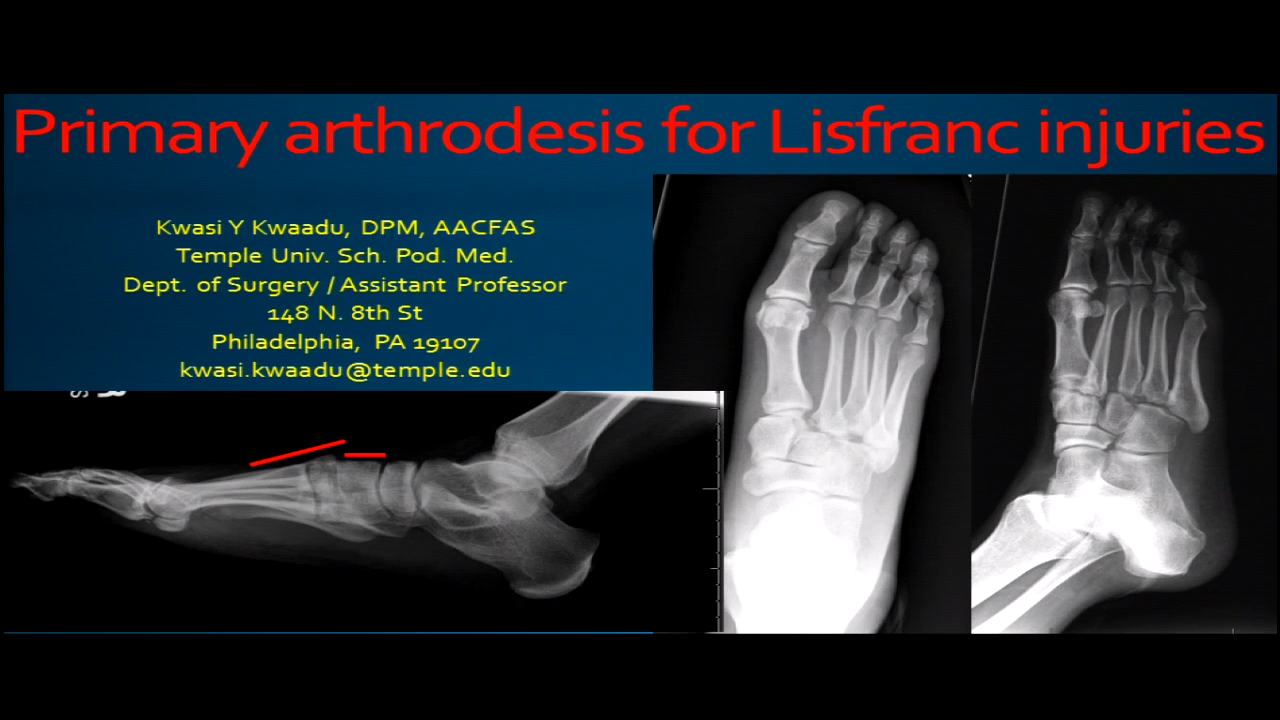 Primary arthrodesis for Lisfranc injuries
Kwasi Y Kwaadu, DPM, AACFAS
Temple Univ. Sch. Pod. Med.
Dept. of Surgery / Assistant Professor
148 N. 8th St
Philadelphia, PA 19107
kwasi.kwaadu@temple.edu